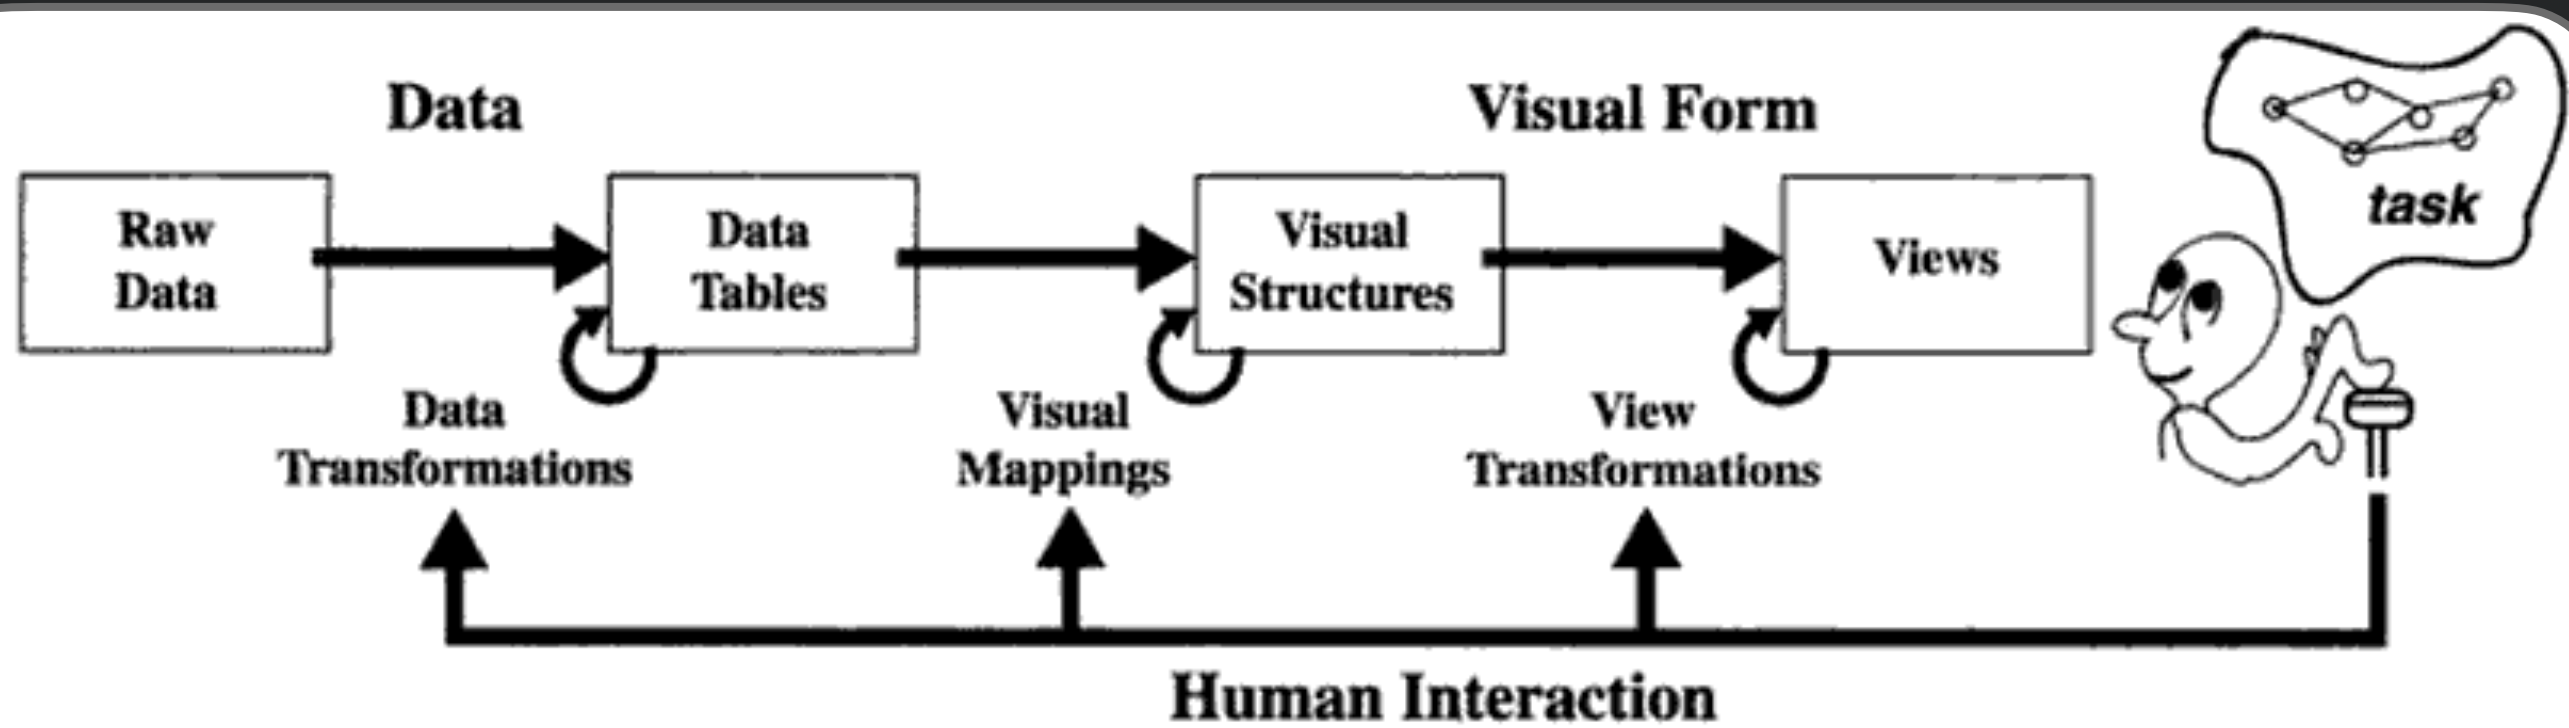 Data
Visual Form
Raw
Data
Data
Tables
Visual
Structures
Views
task
Data
Transformations
Visual
Mappings
View
Transformations
Human Interaction